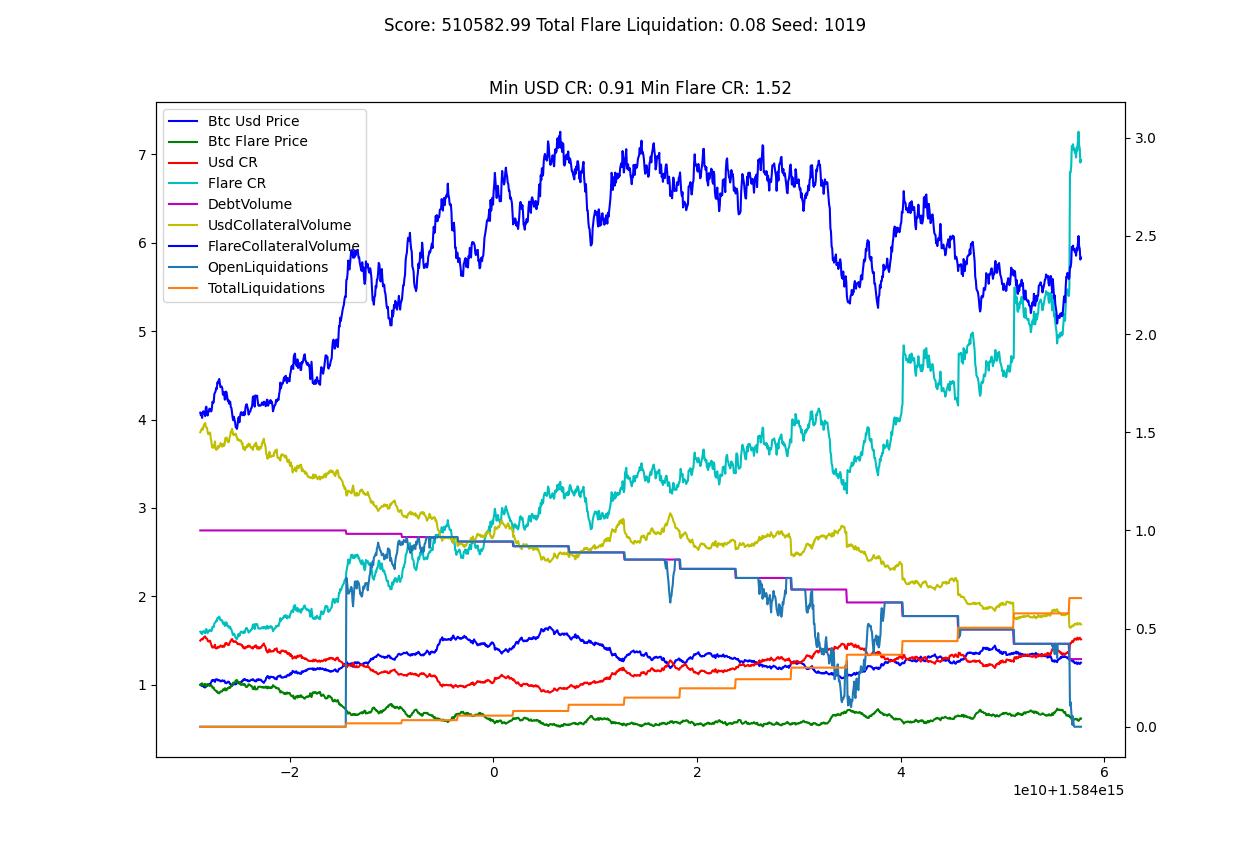 Score: 510582.99 Total Flare Liquidation: 0.08 Seed: 1019
Min USD CR: 0.91 Min Flare CR: 1.52
Btc Usd Price
Btc Flare Price
Usd CR
Flare CR
DebtVolume
UsdCollateralVolume
FlareCollateralVolume
OpenLiquidations
TotalLiquidations
7
6
5
4
3
2
1
3.0
2.5
2.0
1.5
1.0
0.5
0.0
−2 0 2 4 6
1e10+1.584e15